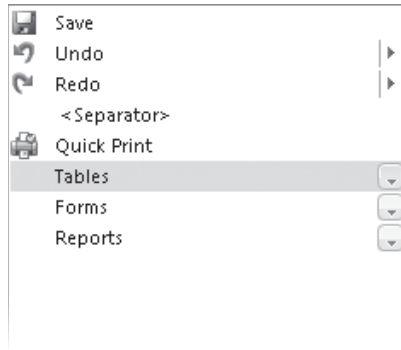 Save
Undo
Redo
<Separator>
Quick Print
Tables
Forms
Reports